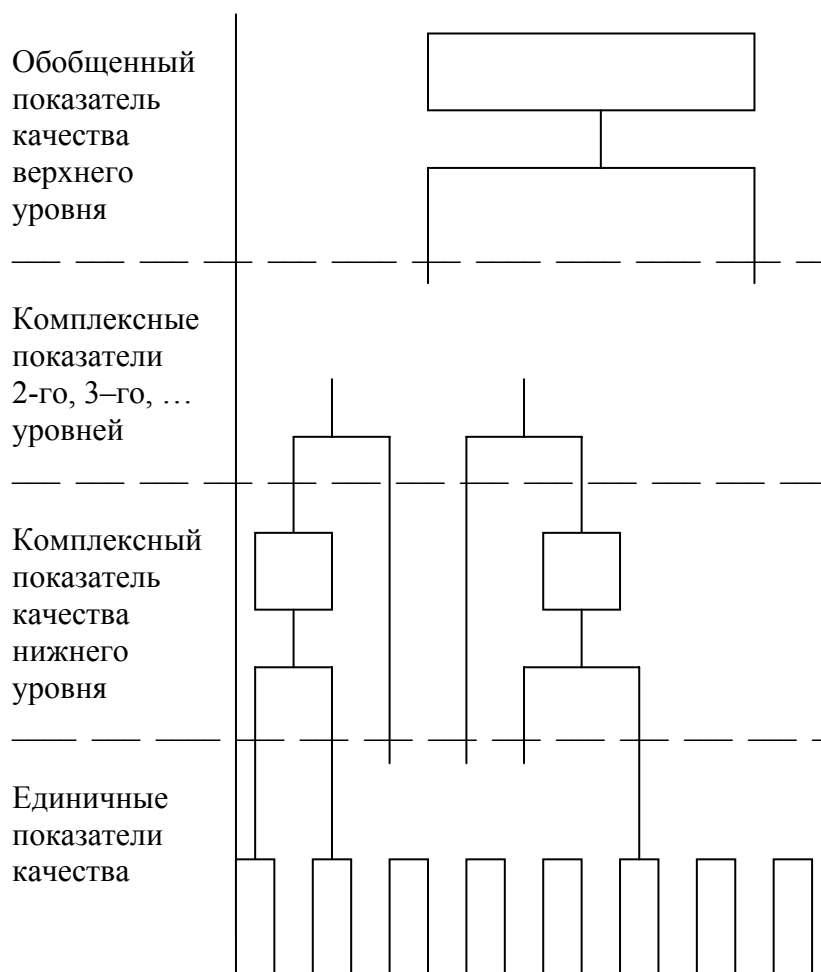 Обобщенный
показатель
качества
верхнего
уровня
Комплексные
показатели
2-го, 3–го, …
уровней
Комплексный
показатель
качества
нижнего
уровня
Единичные
показатели
качества